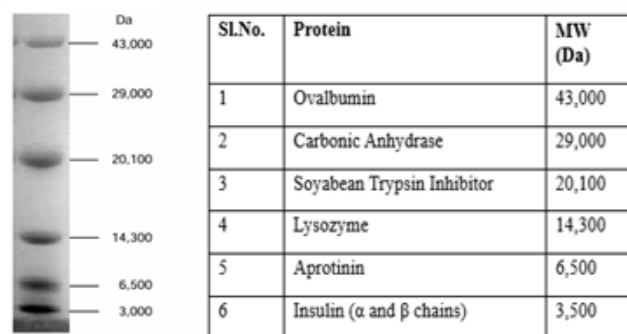 Da
43,000
29,000
20,100
14,300
6,500
3,000
Sl.No. Protein MW (Da)
1 Ovalbumin 43,000
2 Carbonic Anhydrase 29,000
3 Soyabean Trypsin Inhibitor 20,100
4 Lysozyme 14,300
5 Aprotinin 6,500
6 Insulin (α and β chains) 3,500